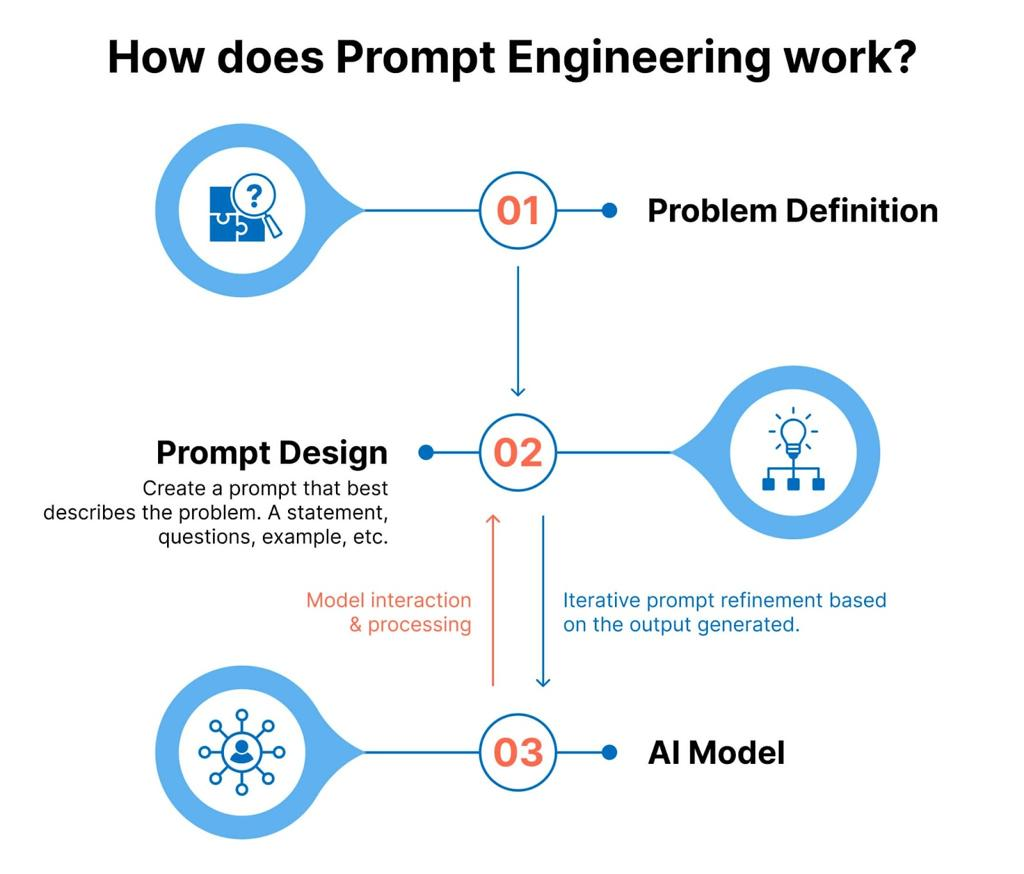 How does Prompt Engineering work?
?
01
Problem Definition
Prompt Design
02
Create a prompt that best
describes the problem. A statement,
questions, example, etc.
Model interaction
& processing
Iterative prompt refinement based
on the output generated.
03
AI Model